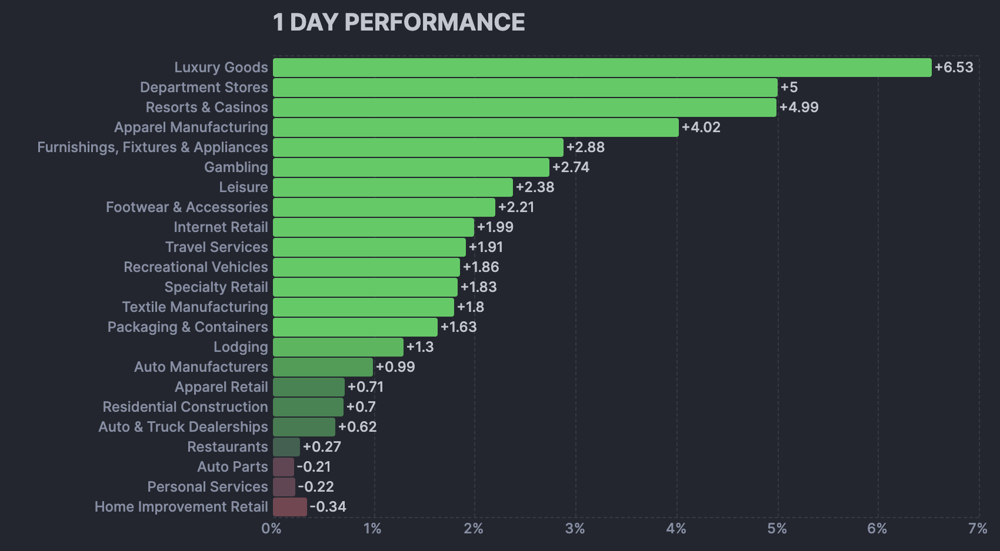 1 DAY PERFORMANCE
Luxury Goods +6.53
Department Stores +5
Resorts & Casinos +4.99
Apparel Manufacturing +4.02
Furnishings, Fixtures & Appliances +2.88
Gambling +2.74
Leisure +2.38
Footwear & Accessories +2.21
Internet Retail +1.99
Travel Services +1.91
Recreational Vehicles +1.86
Specialty Retail +1.83
Textile Manufacturing +1.8
Packaging & Containers +1.63
Lodging +1.3
Auto Manufacturers +0.99
Apparel Retail +0.71
Residential Construction +0.7
Auto & Truck Dealerships +0.62
Restaurants +0.27
Auto Parts -0.21
Personal Services -0.22
Home Improvement Retail -0.34
0% 1% 2% 3% 4% 5% 6% 7%